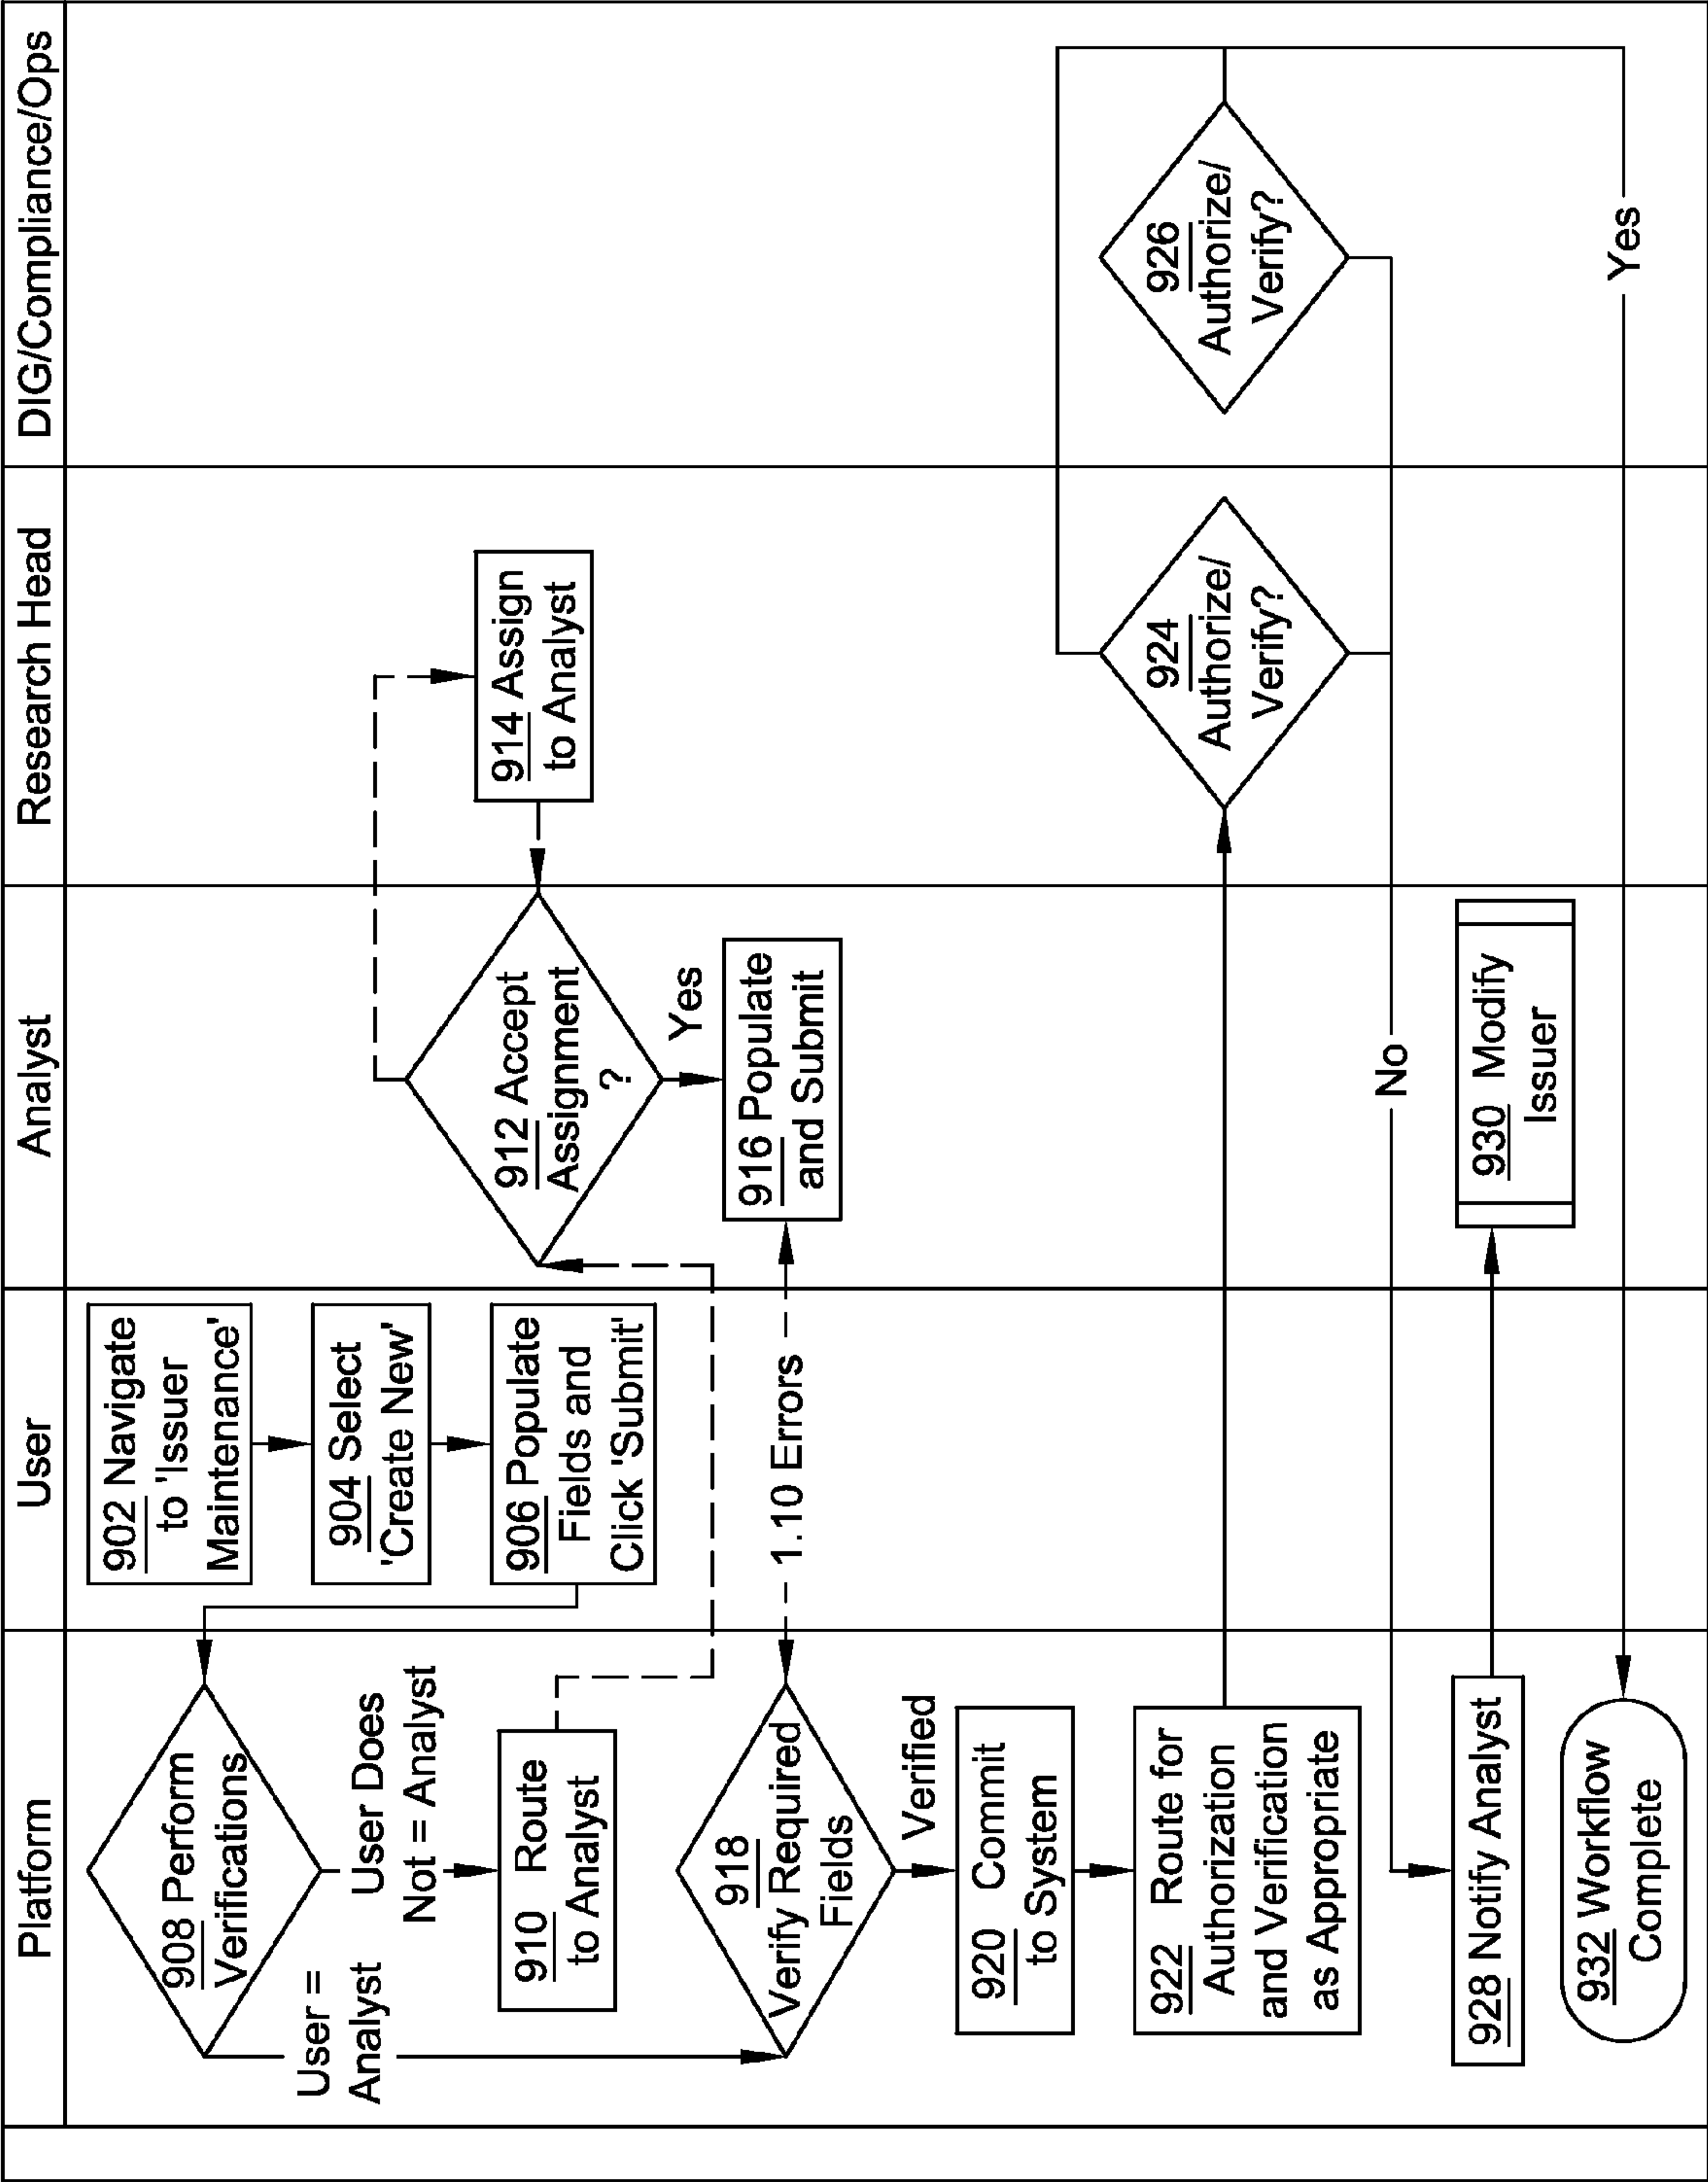 Platform
User
Analyst
Research Head
DIG/Compliance/Ops
902 Navigate
to 'Issuer
Maintenance'
904 Select
'Create New'
906 Populate
Fields and
Click 'Submit'
908 Perform
Verifications
User =
Analyst
User Does
Not = Analyst
910 Route
to Analyst
912 Accept
Assignment
?
914 Assign
to Analyst
Yes
916 Populate
and Submit
1.10 Errors
918
Verify Required
Fields
Verified
920 Commit
to System
922 Route for
Authorization
and Verification
as Appropriate
924
Authorize/
Verify?
926
Authorize/
Verify?
No
928 Notify Analyst
930 Modify
Issuer
Yes
932 Workflow
Complete